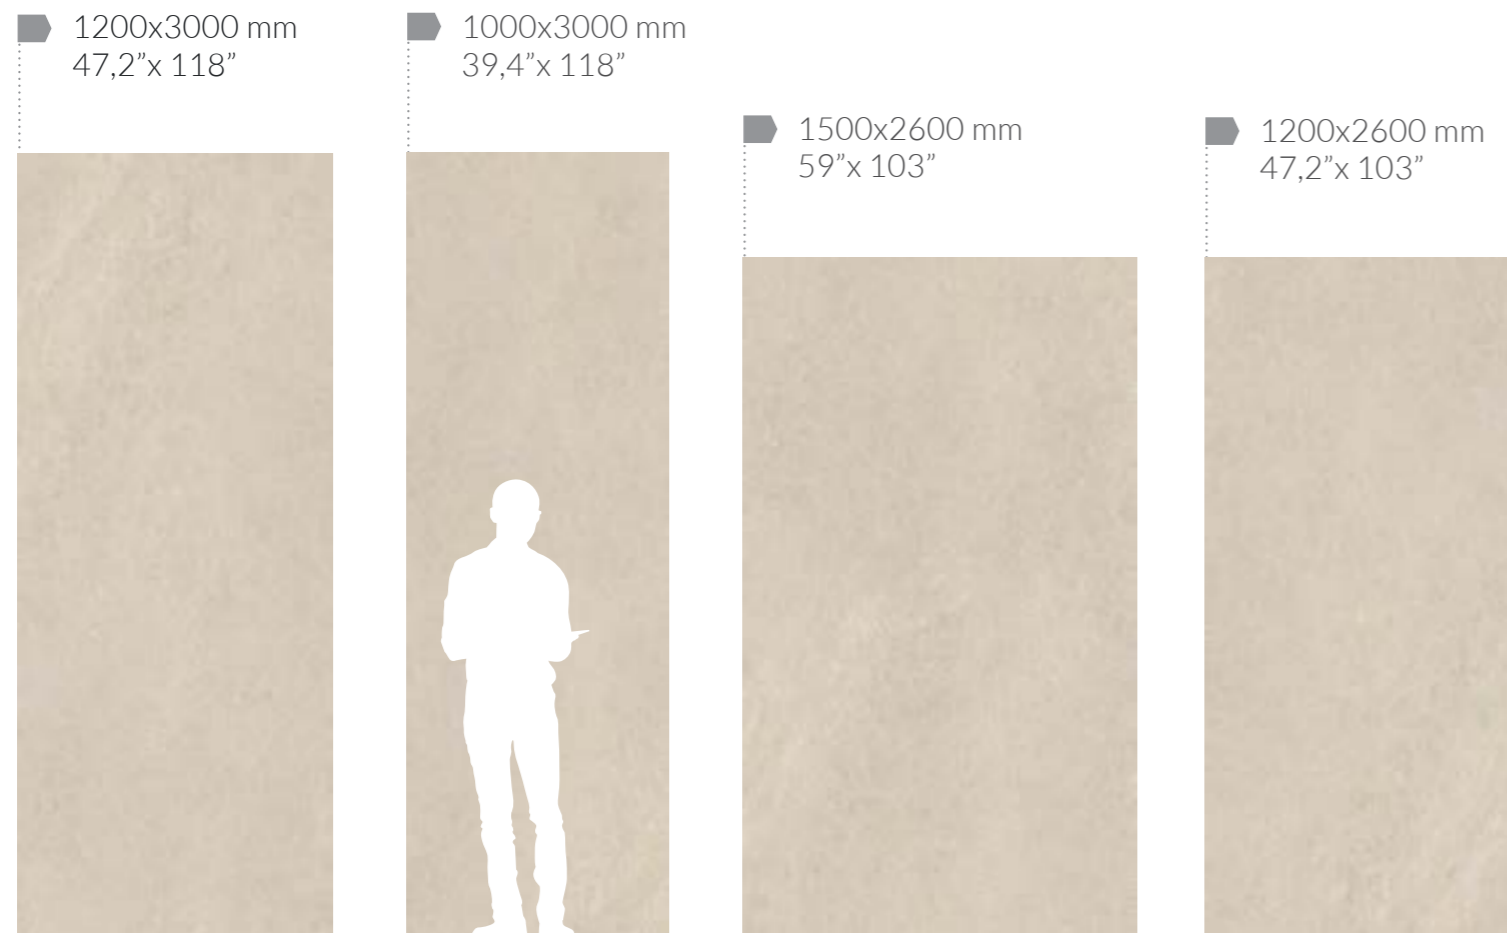 1200x3000 mm
47,2”x 118”
1000x3000 mm
39,4”x 118”
1500x2600 mm
59”x 103”
1200x2600 mm
47,2”x 103”